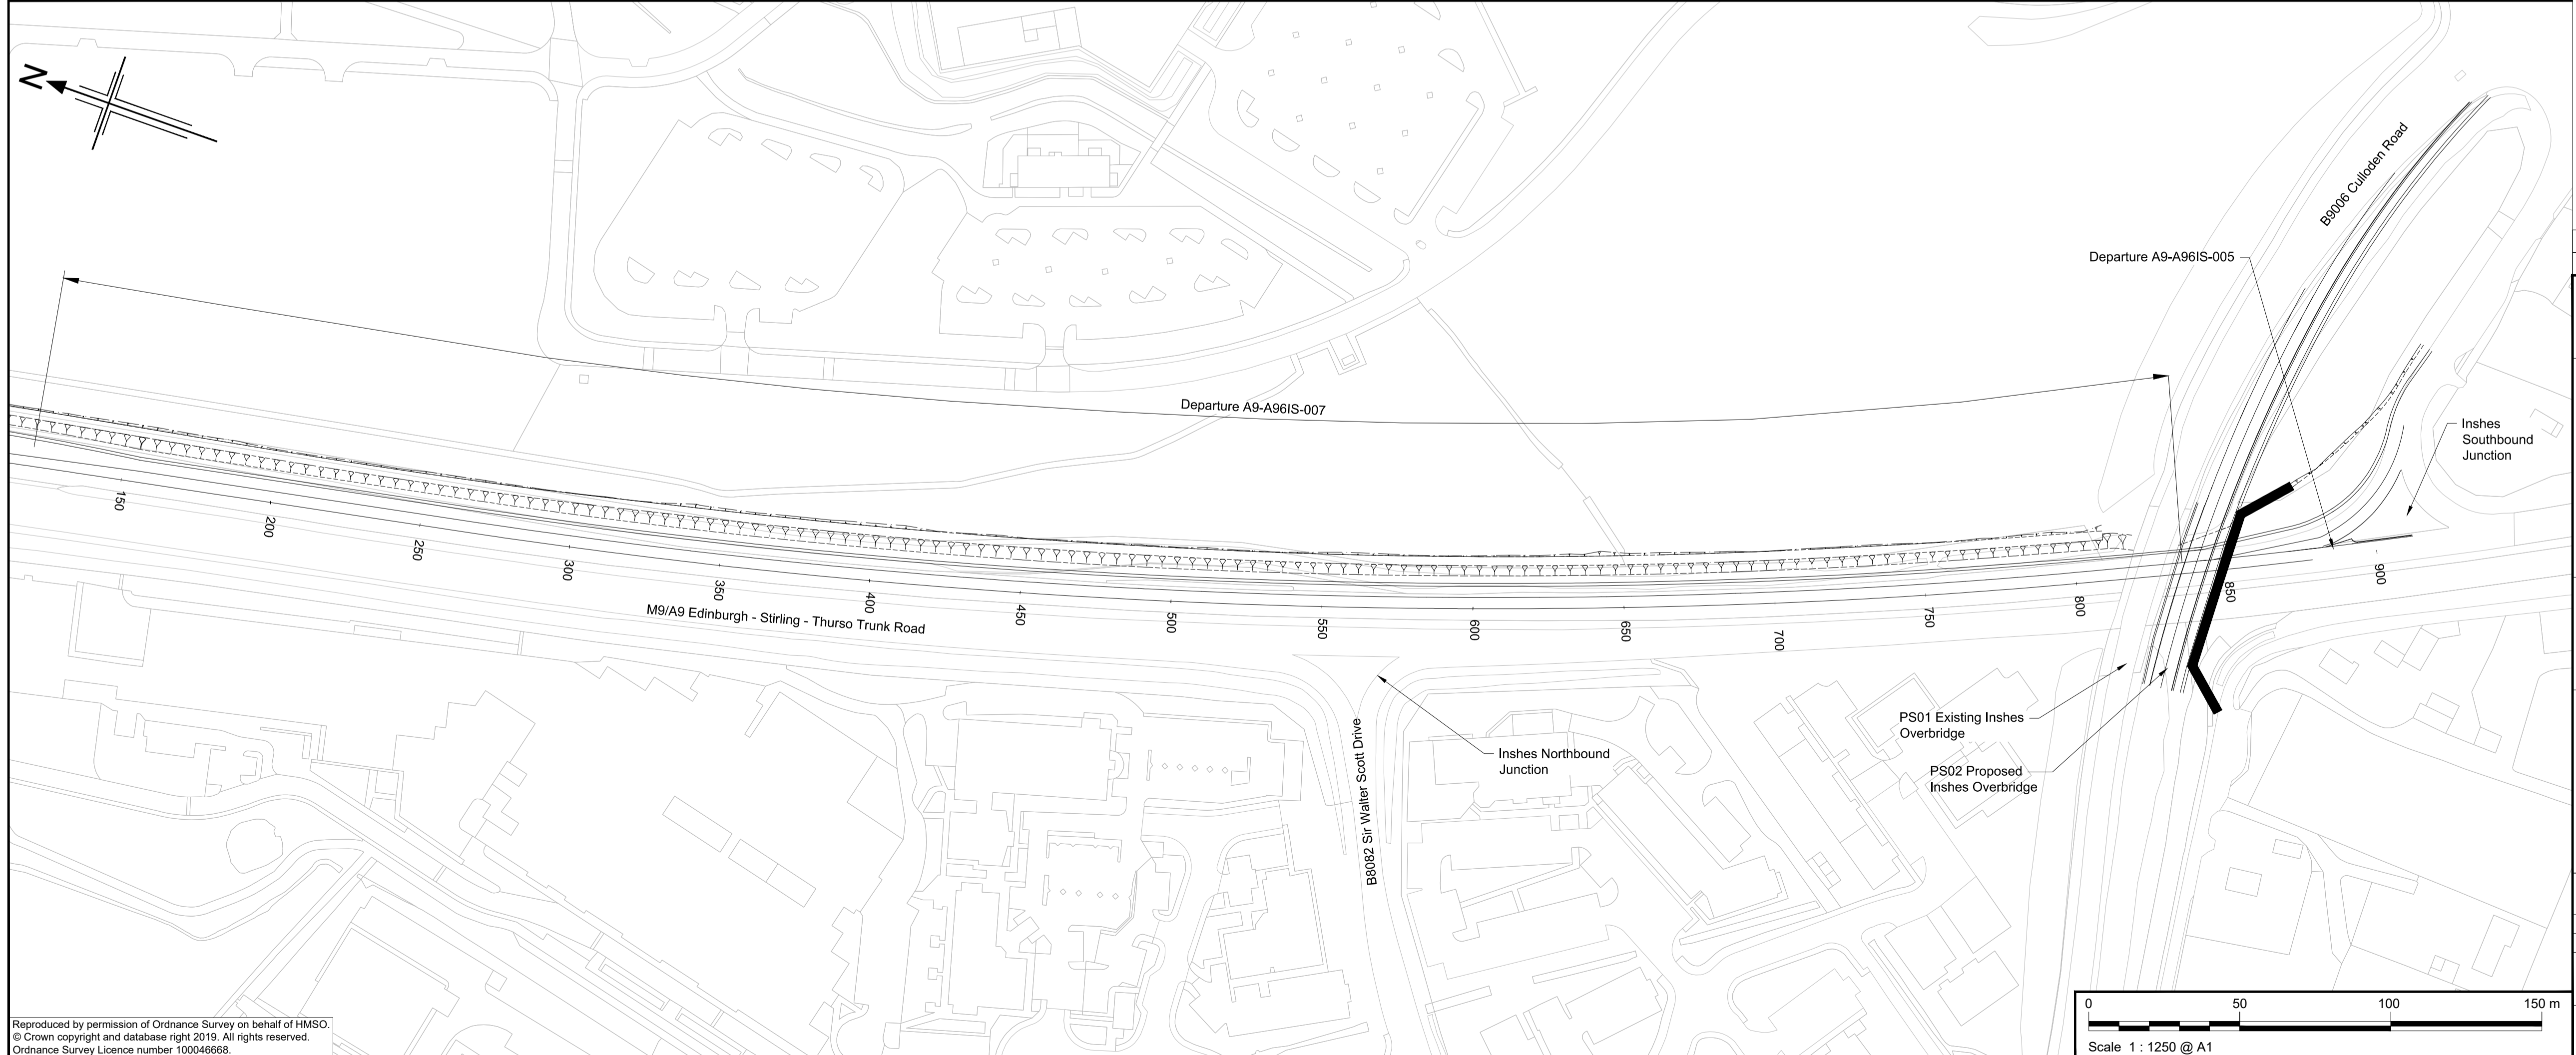 N
B9006 Culloden Road
Departure A9-A96IS-005
Departure A9-A96IS-007
Inshes
Southbound
Junction
150
200
250
300
350
400
450
500
550
600
650
700
750
800
850
900
M9/A9 Edinburgh - Stirling - Thurso Trunk Road
B8082 Sir Walter Scott Drive
Inshes Northbound
Junction
PS01 Existing Inshes
Overbridge
PS02 Proposed
Inshes Overbridge
0 50 100 150 m
Scale 1 : 1250 @ A1
Reproduced by permission of Ordnance Survey on behalf of HMSO.
© Crown copyright and database right 2019. All rights reserved.
Ordnance Survey Licence number 100046668.